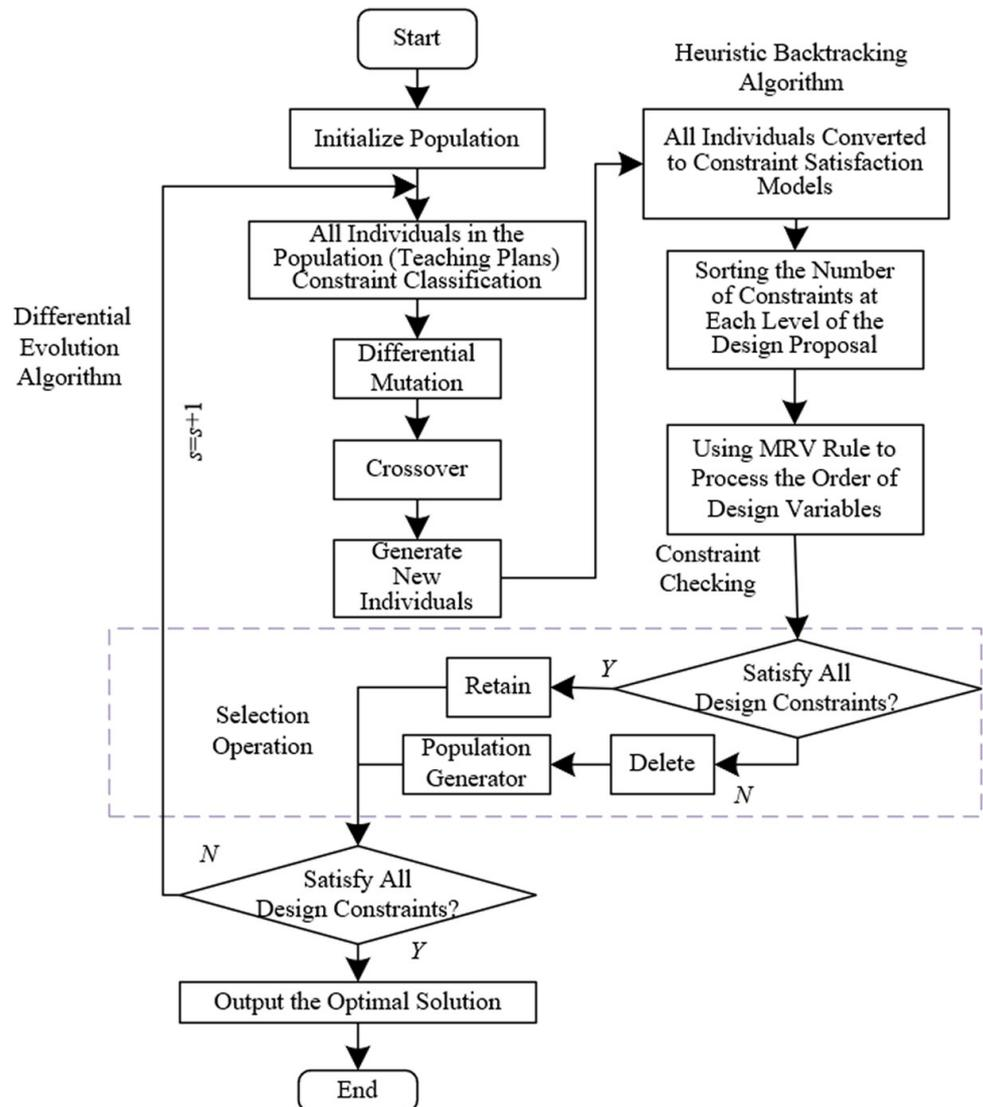 Start
Initialize Population
All Individuals in the
Population (Teaching Plans)
Constraint Classification
Differential
Mutation
Crossover
Generate
New
Individuals
Differential
Evolution
Algorithm
s=s+1
Heuristic Backtracking
Algorithm
All Individuals Converted
to Constraint Satisfaction
Models
Sorting the Number
of Constraints at
Each Level of the
Design Proposal
Using MRV Rule to
Process the Order of
Design Variables
Constraint
Checking
Satisfy All
Design Constraints?
Y
Retain
N
Delete
Population
Generator
Selection
Operation
N
Satisfy All
Design Constraints?
Y
Output the Optimal Solution
End